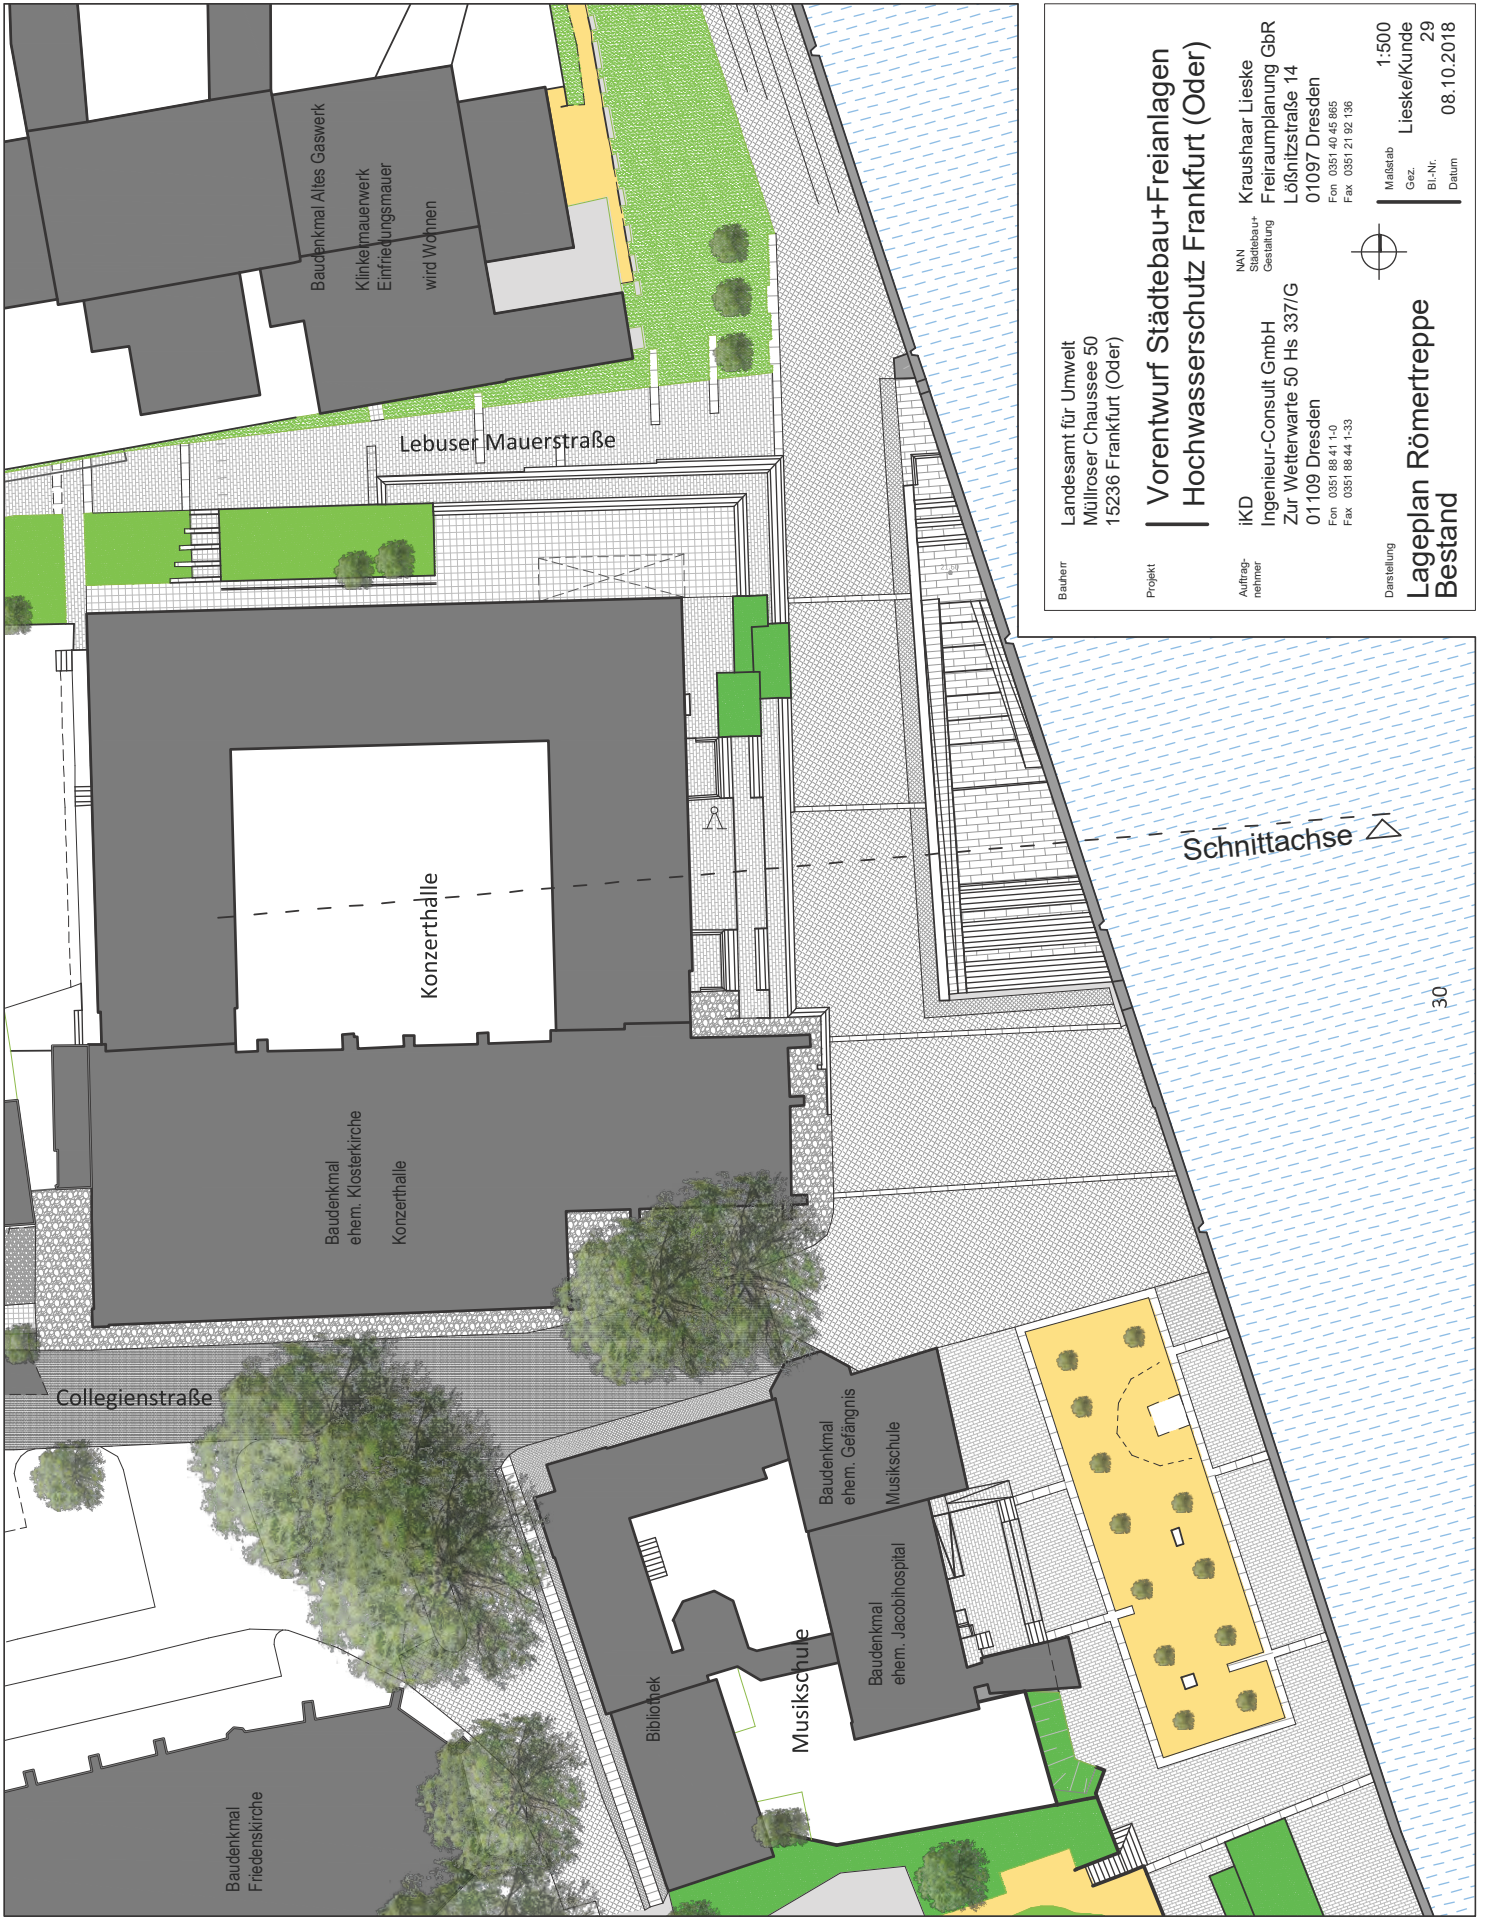 Baudenkmal Altes Gaswerk
Klinkermauerwerk
Einfriedungsmauer
wird Wohnen
Lebuser Mauerstraße
Konzerthalle
Baudenkmal
ehem. Klosterkirche
Konzerthalle
Collegienstraße
Baudenkmal
ehem. Gefängnis
Musikschule
Baudenkmal
ehem. Jacobihospital
Bibliothek
Musikschule
Baudenkmal
Friedenskirche
Schnittachse
30
Bauherr
Landesamt für Umwelt
Müllroser Chaussee 50
15236 Frankfurt (Oder)
Projekt
Vorentwurf Städtebau+Freianlagen
Hochwasserschutz Frankfurt (Oder)
Auftrag-
nehmer
iKD
Ingenieur-Consult GmbH
Zur Wetterwarte 50 Hs 337/G
01109 Dresden
Fon 0351 88 41 1-0
Fax 0351 88 44 1-33
NAN
Städtebau+
Gestaltung
Kraushaar Lieske
Freiraumplanung GbR
Lößnitzstraße 14
01097 Dresden
Fon 0351 40 45 865
Fax 0351 21 92 136
Darstellung
Lageplan Römertreppe
Bestand
Maßstab 1:500
Gez. Lieske/Kunde
Bl.-Nr. 29
Datum 08.10.2018